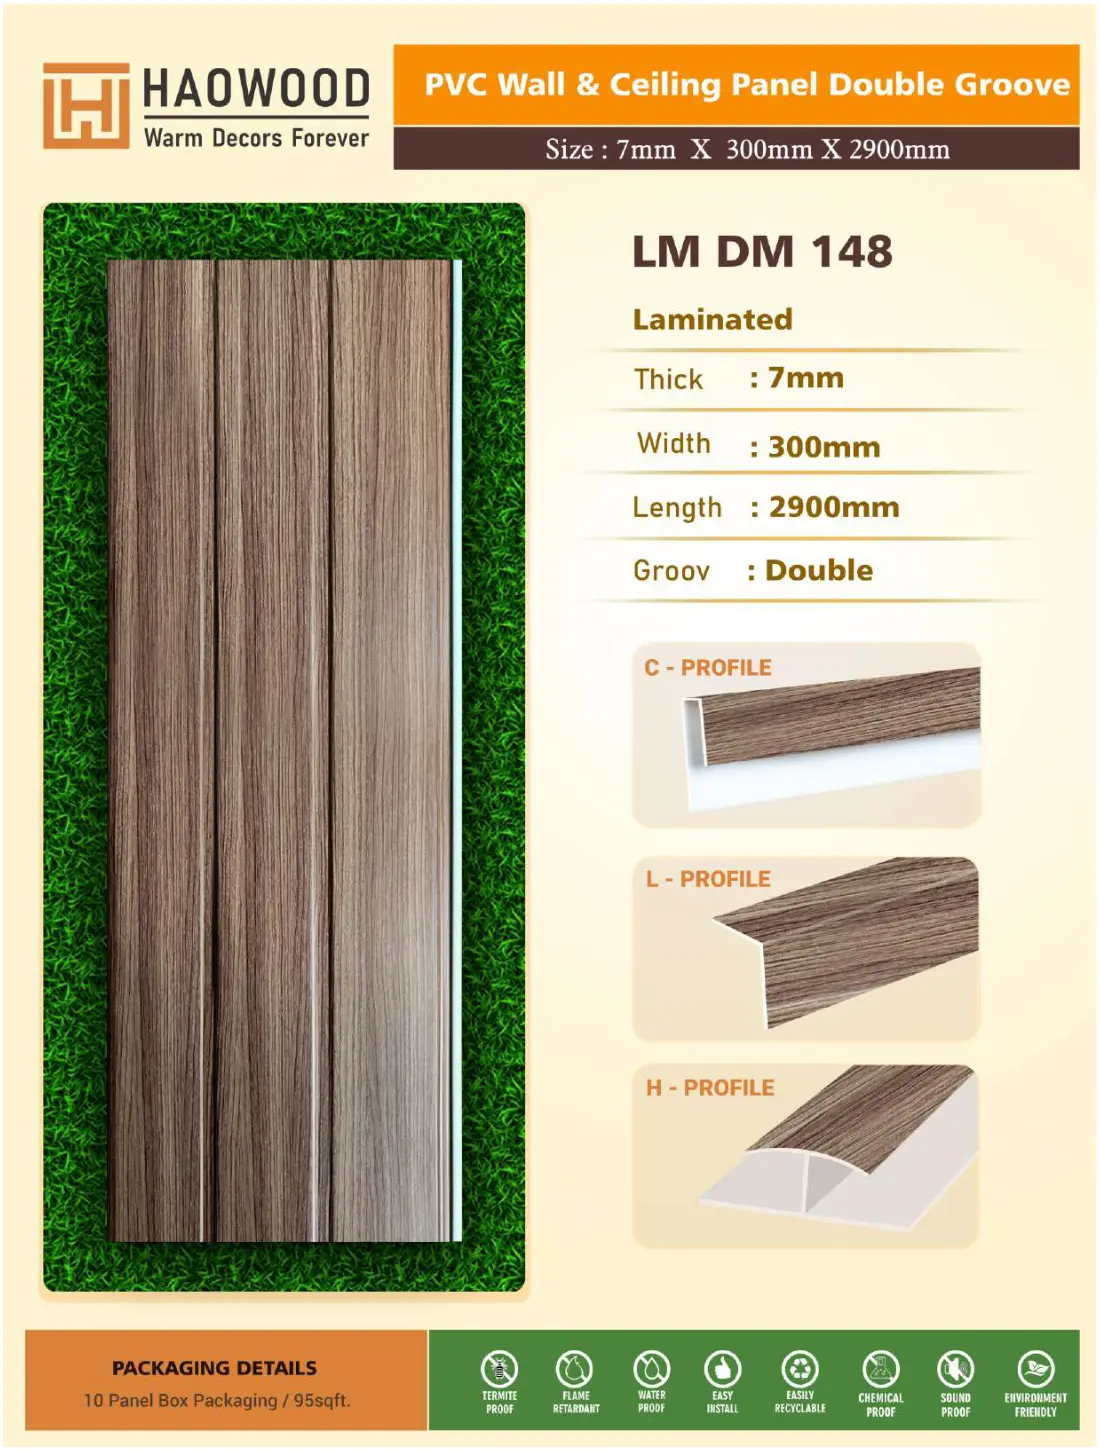 HAOWOOD
Warm Decors Forever
PVC Wall & Ceiling Panel Double Groove
Size : 7mm X 300mm X 2900mm
LM DM 148
Laminated
Thick : 7mm
Width : 300mm
Length : 2900mm
Groov : Double
C - PROFILE
L - PROFILE
H - PROFILE
PACKAGING DETAILS
10 Panel Box Packaging / 95sqft.
TERMITE
PROOF
FLAME
RETARDANT
WATER
PROOF
EASY
INSTALL
EASILY
RECYCLABLE
CHEMICAL
PROOF
SOUND
PROOF
ENVIRONMENT
FRIENDLY